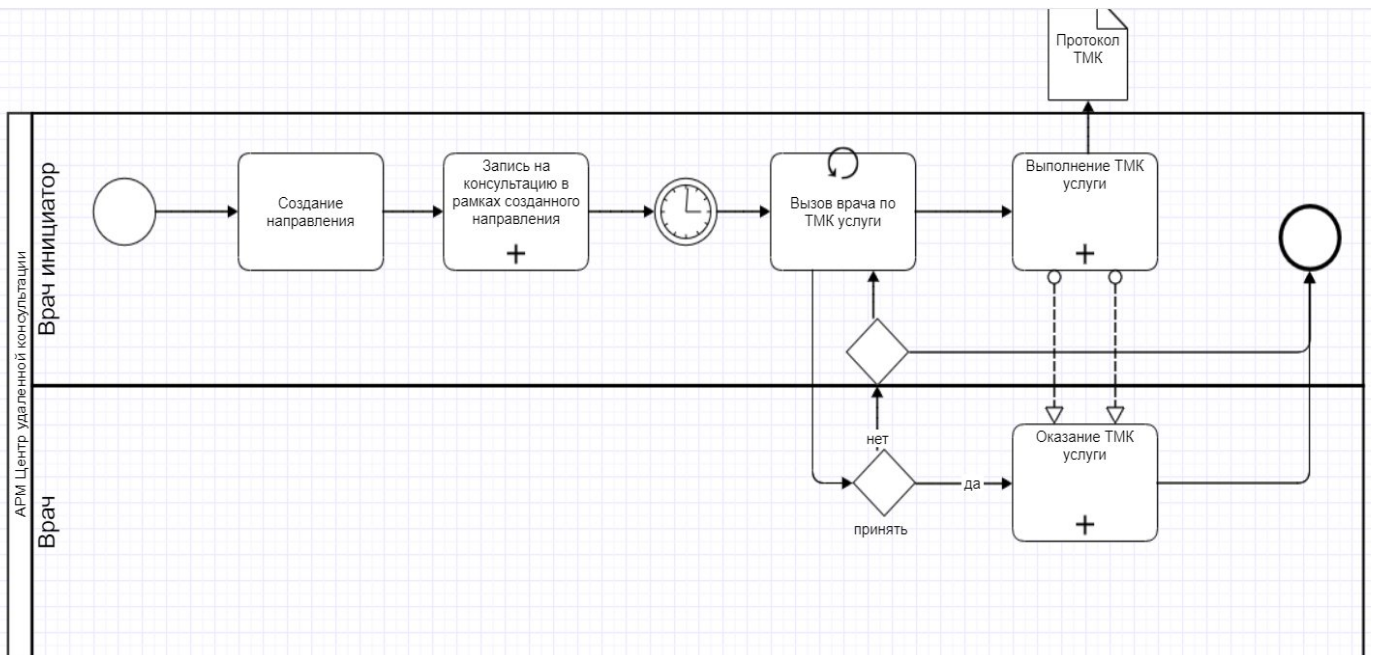 Протокол
ТМК
АРМ Центр удаленной консультации
Врач инициатор
Создание
направления
Запись на
консультацию в
рамках созданного
направления
Вызов врача по
ТМК услуги
Выполнение ТМК
услуги
Врач
нет
да
принять
Оказание ТМК
услуги